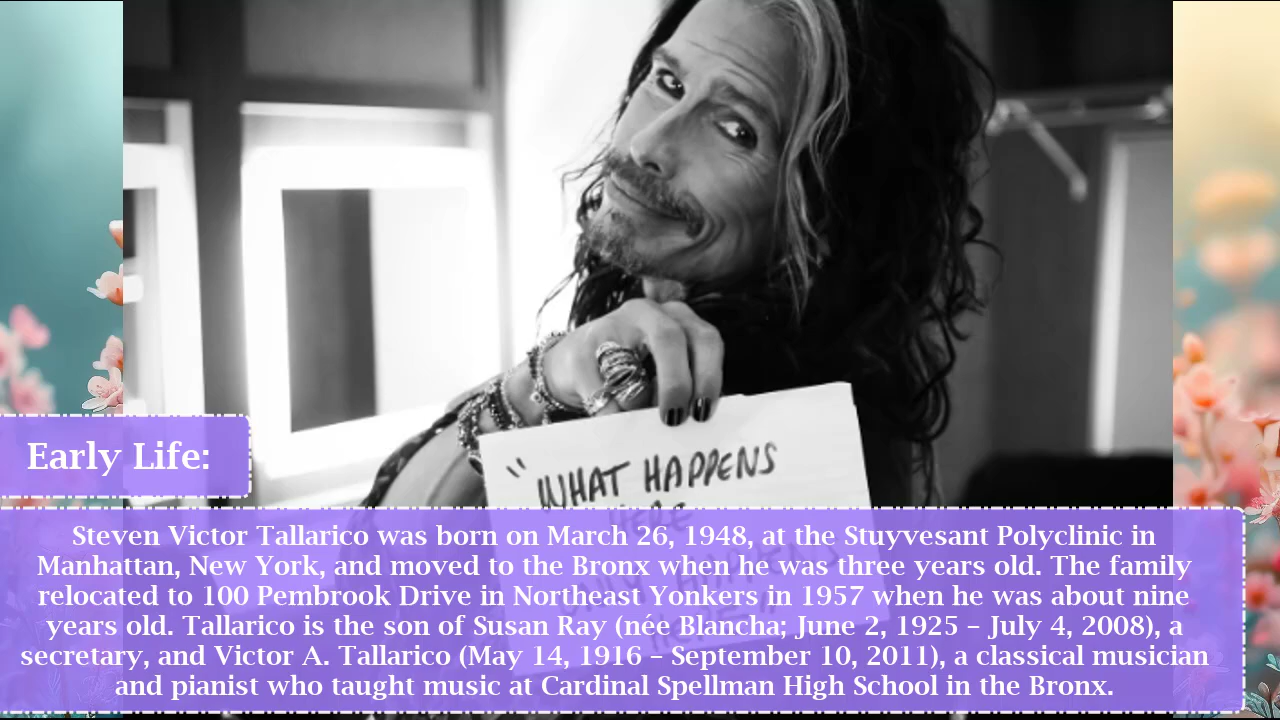 "WHAT HAPPENS
HERE
ONLY HAPPENS
HERE"
Early Life:
Steven Victor Tallarico was born on March 26, 1948, at the Stuyvesant Polyclinic in
Manhattan, New York, and moved to the Bronx when he was three years old. The family
relocated to 100 Pembrook Drive in Northeast Yonkers in 1957 when he was about nine
years old. Tallarico is the son of Susan Ray (née Blancha; June 2, 1925 – July 4, 2008), a
secretary, and Victor A. Tallarico (May 14, 1916 – September 10, 2011), a classical musician
and pianist who taught music at Cardinal Spellman High School in the Bronx.